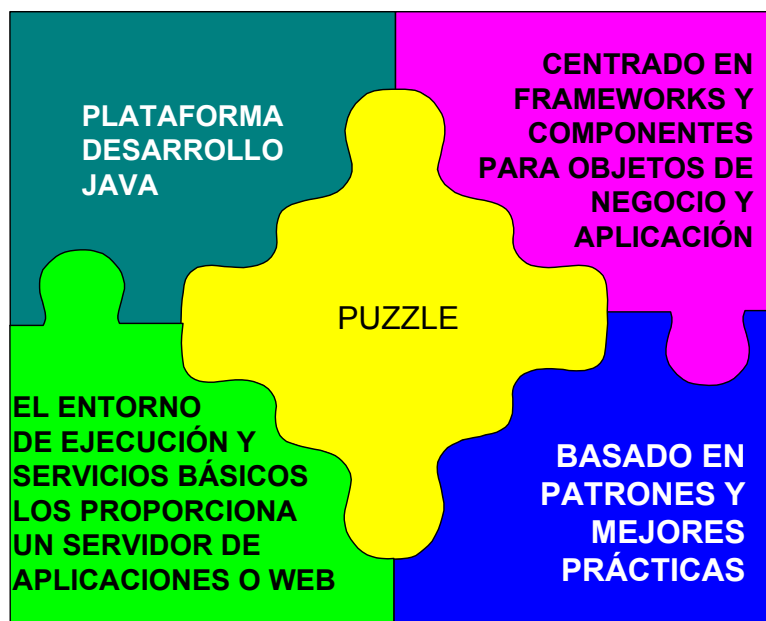 PLATAFORMA
DESARROLLO
JAVA
CENTRADO EN
FRAMEWORKS Y
COMPONENTES
PARA OBJETOS DE
NEGOCIO Y
APLICACIÓN
PUZZLE
EL ENTORNO
DE EJECUCIÓN Y
SERVICIOS BÁSICOS
LOS PROPORCIONA
UN SERVIDOR DE
APLICACIONES O WEB
BASADO EN
PATRONES Y
MEJORES
PRÁCTICAS